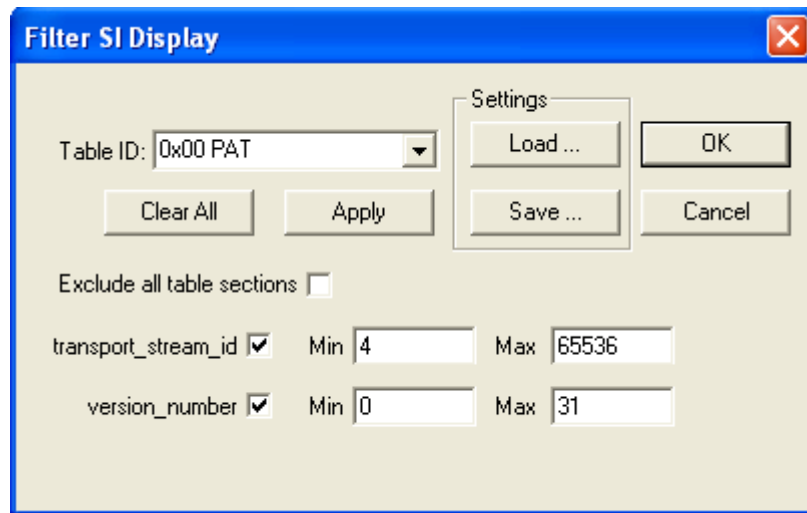 Filter SI Display
Settings
Table ID: 0x00 PAT
Load ...
OK
Clear All
Apply
Save ...
Cancel
Exclude all table sections
transport_stream_id Min 4 Max 65536
version_number Min 0 Max 31